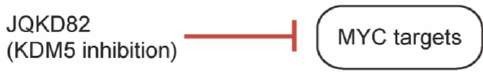 JQKD82
(KDM5 inhibition)
MYC targets